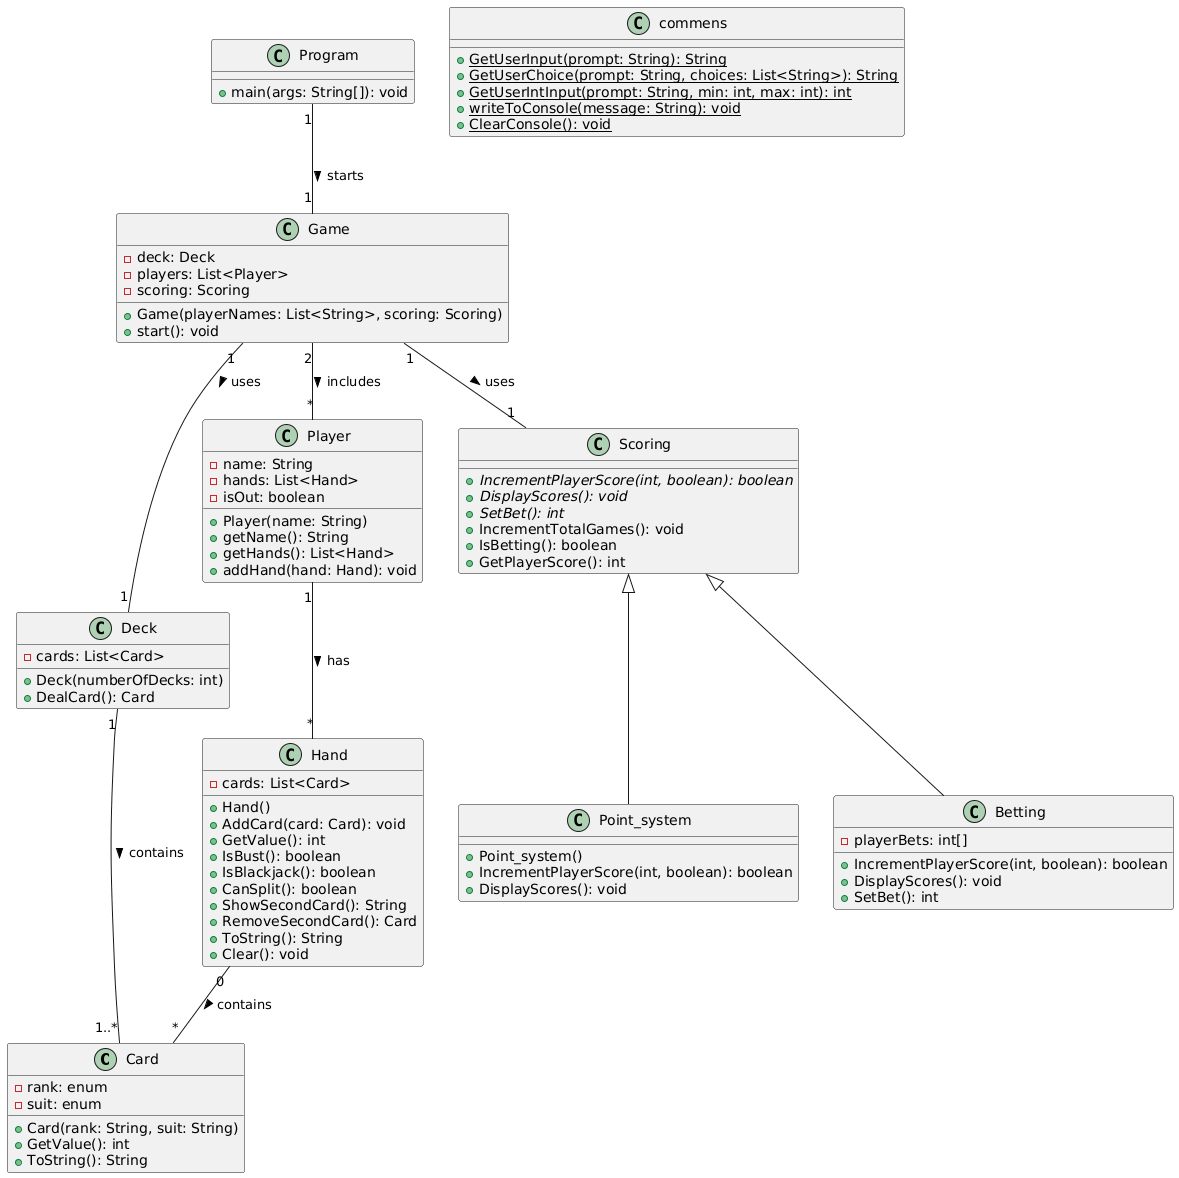 C Program
main(args: String[]): void
C commens
GetUserInput(prompt: String): String
GetUserChoice(prompt: String, choices: List<String>): String
GetUserIntInput(prompt: String, min: int, max: int): int
writeToConsole(message: String): void
ClearConsole(): void
1
starts
1
C Game
deck: Deck
players: List<Player>
scoring: Scoring
Game(playerNames: List<String>, scoring: Scoring)
start(): void
1
uses
1
2
includes
*
1
uses
1
C Player
name: String
hands: List<Hand>
isOut: boolean
Player(name: String)
getName(): String
getHands(): List<Hand>
addHand(hand: Hand): void
C Scoring
IncrementPlayerScore(int, boolean): boolean
DisplayScores(): void
SetBet(): int
IncrementTotalGames(): void
IsBetting(): boolean
GetPlayerScore(): int
C Deck
cards: List<Card>
Deck(numberOfDecks: int)
DealCard(): Card
1
has
*
C Hand
cards: List<Card>
Hand()
AddCard(card: Card): void
GetValue(): int
IsBust(): boolean
IsBlackjack(): boolean
CanSplit(): boolean
ShowSecondCard(): String
RemoveSecondCard(): Card
ToString(): String
Clear(): void
C Point_system
Point_system()
IncrementPlayerScore(int, boolean): boolean
DisplayScores(): void
C Betting
playerBets: int[]
IncrementPlayerScore(int, boolean): boolean
DisplayScores(): void
SetBet(): int
1
contains
1..*
0
contains
*
C Card
rank: enum
suit: enum
Card(rank: String, suit: String)
GetValue(): int
ToString(): String